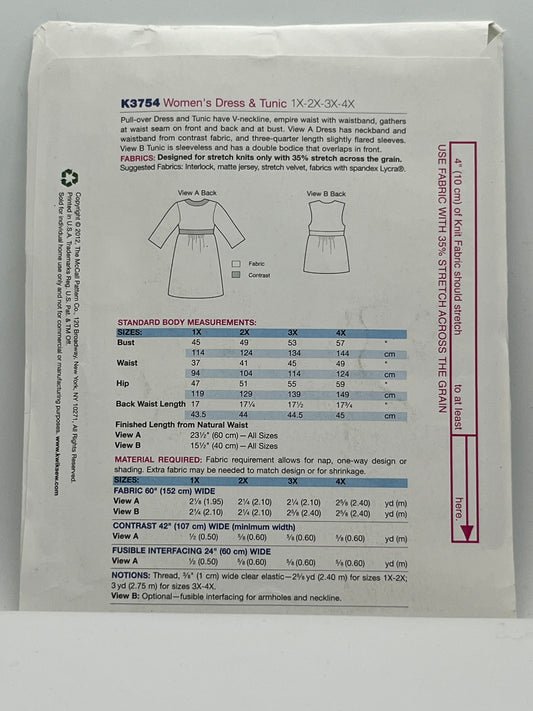 K3754 Women's Dress & Tunic 1X-2X-3X-4X
Pull-over Dress and Tunic have V-neckline, empire waist with waistband, gathers
at waist seam on front and back and at bust. View A Dress has neckband and
waistband from contrast fabric, and three-quarter length slightly flared sleeves.
View B Tunic is sleeveless and has a double bodice that overlaps in front.
FABRICS: Designed for stretch knits only with 35% stretch across the grain.
Suggested Fabrics: Interlock, matte jersey, stretch velvet, fabrics with spandex Lycra®.
View A Back View B Back
Fabric
Contrast
STANDARD BODY MEASUREMENTS:
SIZES: 1X 2X 3X 4X
Bust 45 49 53 57 "
114 124 134 144 cm
Waist 37 41 45 49 "
94 104 114 124 cm
Hip 47 51 55 59 "
119 129 139 149 cm
Back Waist Length 17 17¼ 17½ 17¾ "
43.5 44 44.5 45 cm
Finished Length from Natural Waist
View A 23½" (60 cm) — All Sizes
View B 15½" (40 cm) — All Sizes
MATERIAL REQUIRED: Fabric requirement allows for nap, one-way design or
shading. Extra fabric may be needed to match design or for shrinkage.
SIZES: 1X 2X 3X 4X
FABRIC 60" (152 cm) WIDE
View A 2⅛ (1.95) 2¼ (2.10) 2¼ (2.10) 2⅝ (2.40) yd (m)
View B 2¼ (2.10) 2¼ (2.10) 2⅝ (2.40) 2⅝ (2.40) yd (m)
CONTRAST 42" (107 cm) WIDE (minimum width)
View A ½ (0.50) ⅝ (0.60) ⅝ (0.60) ⅝ (0.60) yd (m)
FUSIBLE INTERFACING 24" (60 cm) WIDE
View A ½ (0.50) ⅝ (0.60) ⅝ (0.60) ⅝ (0.60) yd (m)
NOTIONS: Thread, ⅜" (1 cm) wide clear elastic—2⅝ yd (2.40 m) for sizes 1X-2X;
3 yd (2.75 m) for sizes 3X-4X.
View B: Optional—fusible interfacing for armholes and neckline.
4" (10 cm) of Knit Fabric should stretch to at least here.
USE FABRIC WITH 35% STRETCH ACROSS THE GRAIN
Copyright © 2012, The McCall Pattern Co., 120 Broadway, New York, NY 10271, All Rights Reserved.
Printed in U.S.A. Trademarks Reg. U.S. Pat. & TM Off.
Sold for individual home use only and not for commercial or manufacturing purposes. www.kwiksew.com